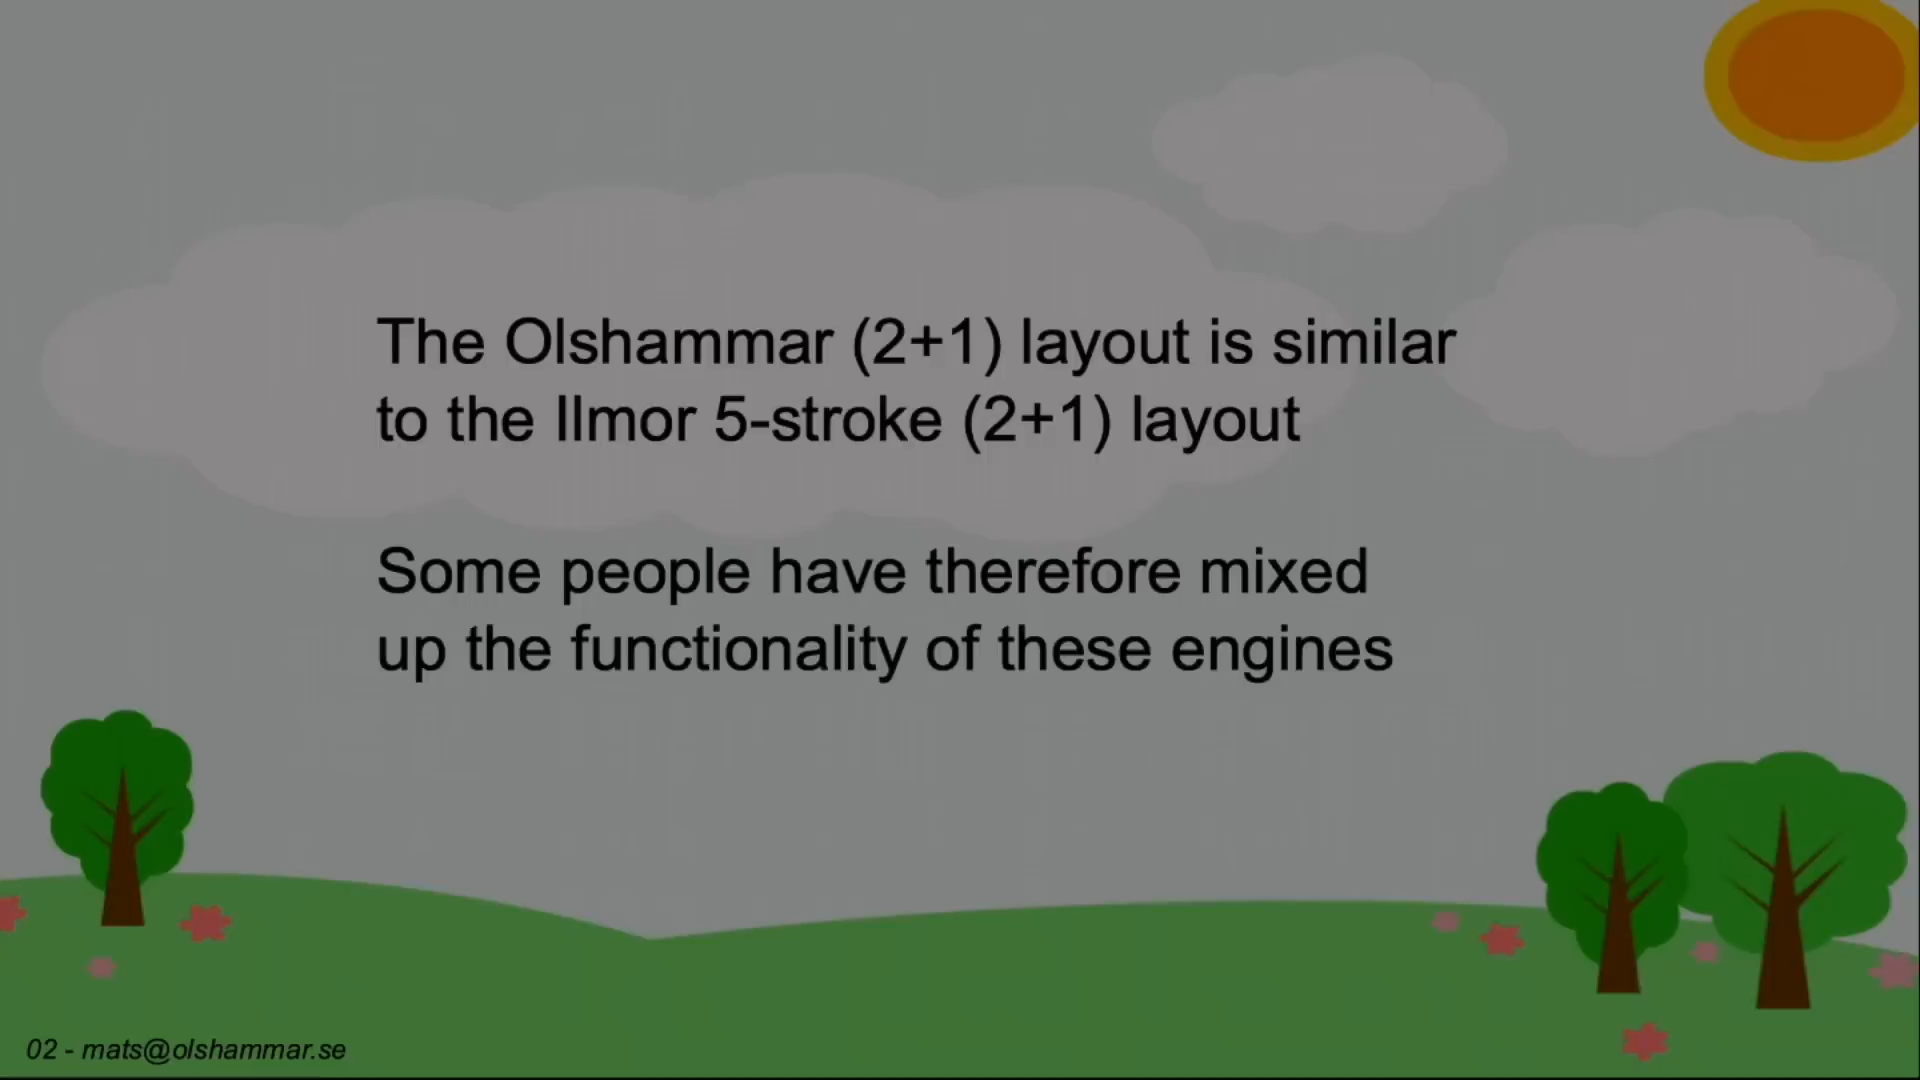 The Olshammar (2+1) layout is similar
to the Ilmor 5-stroke (2+1) layout
Some people have therefore mixed
up the functionality of these engines
02 - mats@olshammar.se